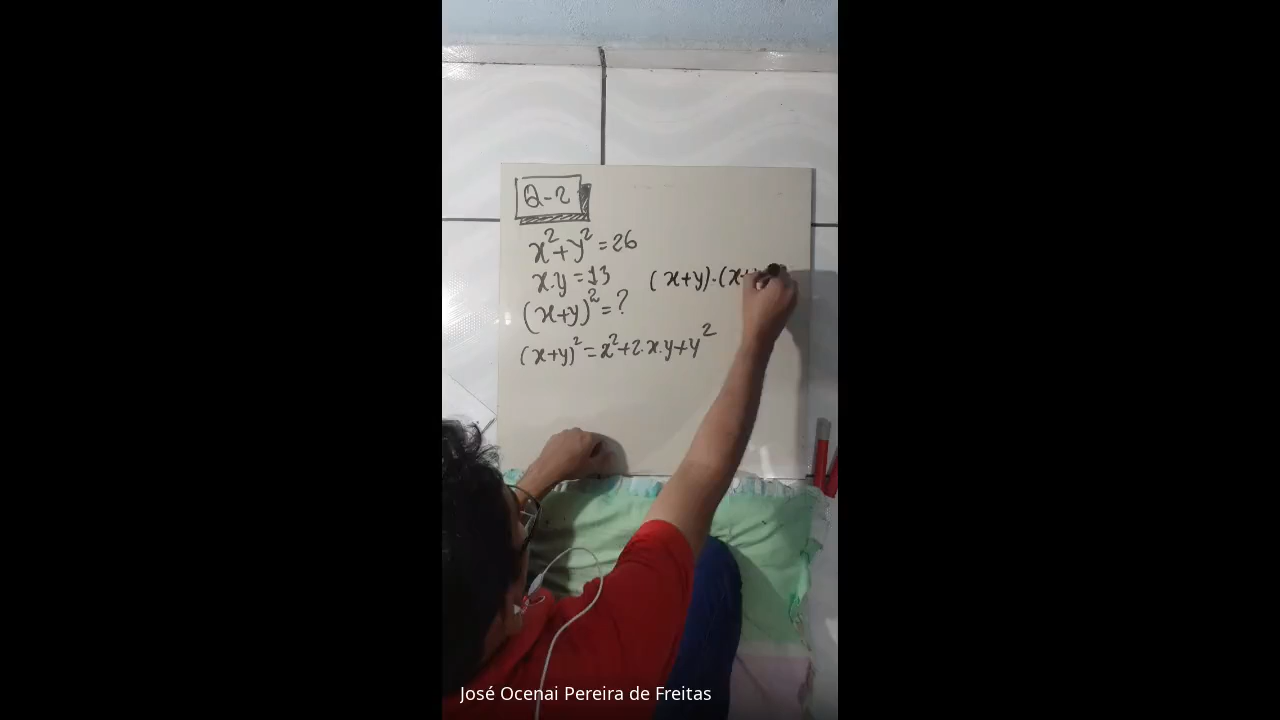 Q-2
x²+y²=26
x.y=13
(x+y).(x+
(x+y)²=?
(x+y)²=x²+2.x.y+y²
José Ocenai Pereira de Freitas